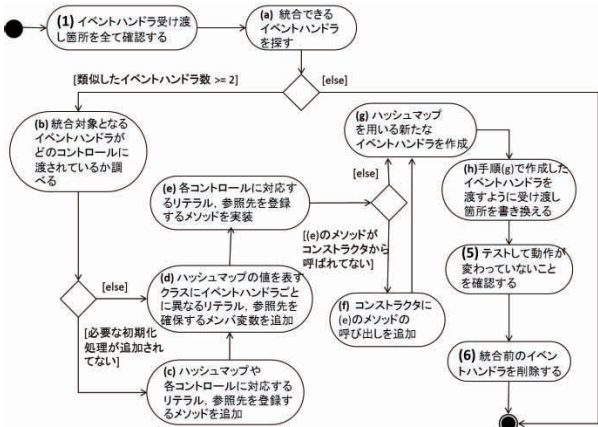 (1) イベントハンドラ受け渡
し箇所を全て確認する
(a) 統合できる
イベントハンドラ
を探す
[類似したイベントハンドラ数 >= 2]
[else]
(b) 統合対象となる
イベントハンドラが
どのコントロールに
渡されているか調
べる
[else]
[必要な初期化
処理が追加され
てない]
(c) ハッシュマップや
各コントロールに対応する
リテラル，参照先を登録
するメソッドを追加
(d) ハッシュマップの値を表す
クラスにイベントハンドラごと
に異なるリテラル，参照先を
確保するメンバ変数を追加
(e) 各コントロールに対応す
るリテラル，参照先を登録
するメソッドを実装
[else]
[(e)のメソッドが
コンストラクタから
呼ばれてない]
(f) コンストラクタに
(e)のメソッドの
呼び出しを追加
(g) ハッシュマップ
を用いる新たな
イベントハンドラを作成
(h)手順(g)で作成した
イベントハンドラを
渡すように受け渡し
箇所を書き換える
(5) テストして動作が
変わっていないこと
を確認する
(6) 統合前のイベン
トハンドラを削除する